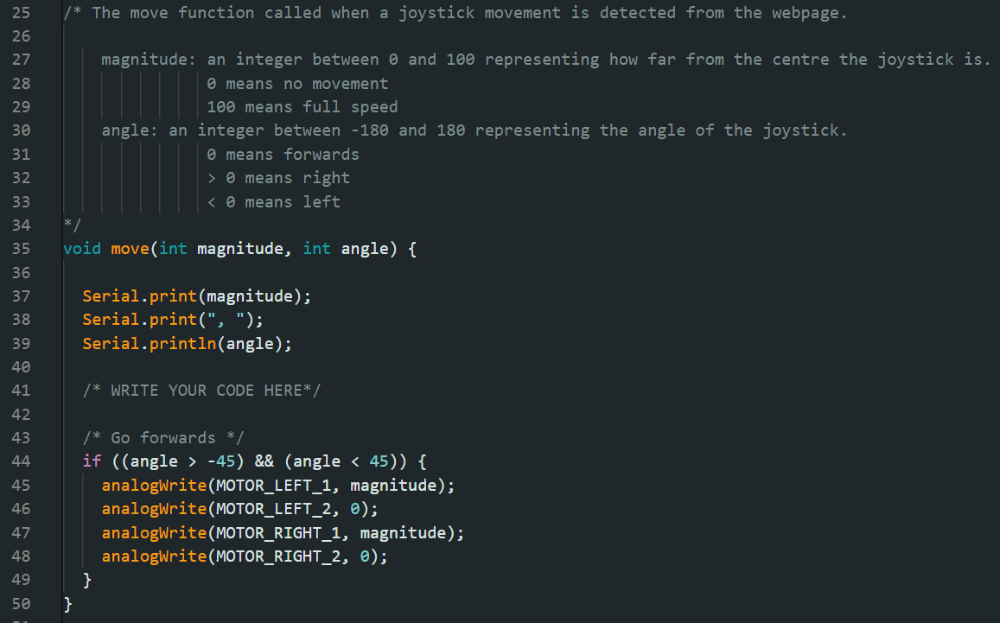 25 /* The move function called when a joystick movement is detected from the webpage.
26
27     magnitude: an integer between 0 and 100 representing how far from the centre the joystick is.
28                0 means no movement
29                100 means full speed
30     angle: an integer between -180 and 180 representing the angle of the joystick.
31                0 means forwards
32                > 0 means right
33                < 0 means left
34 */
35 void move(int magnitude, int angle) {
36
37   Serial.print(magnitude);
38   Serial.print(", ");
39   Serial.println(angle);
40
41   /* WRITE YOUR CODE HERE*/
42
43   /* Go forwards */
44   if ((angle > -45) && (angle < 45)) {
45     analogWrite(MOTOR_LEFT_1, magnitude);
46     analogWrite(MOTOR_LEFT_2, 0);
47     analogWrite(MOTOR_RIGHT_1, magnitude);
48     analogWrite(MOTOR_RIGHT_2, 0);
49   }
50 }